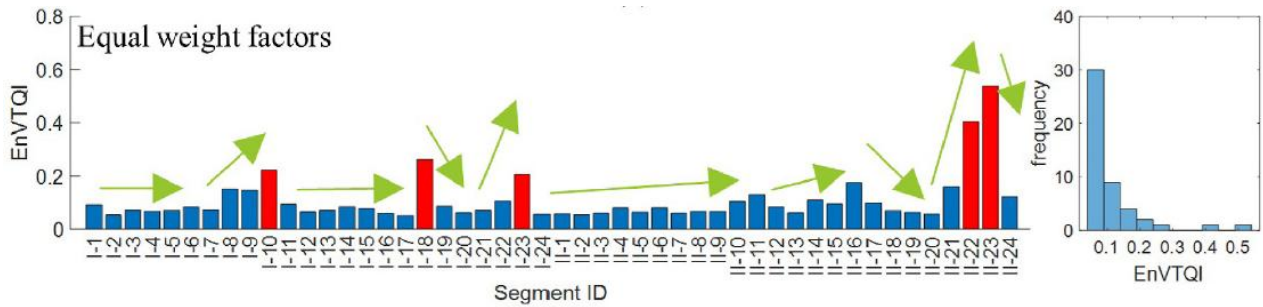 Equal weight factors
EnVTQI
0.8
0.6
0.4
0.2
0
I-1
I-2
I-3
I-4
I-5
I-6
I-7
I-8
I-9
I-10
I-11
I-12
I-13
I-14
I-15
I-16
I-17
I-18
I-19
I-20
I-21
I-22
I-23
I-24
II-1
II-2
II-3
II-4
II-5
II-6
II-7
II-8
II-9
II-10
II-11
II-12
II-13
II-14
II-15
II-16
II-17
II-18
II-19
II-20
II-21
II-22
II-23
II-24
Segment ID
frequency
40
30
20
10
0
0.1 0.2 0.3 0.4 0.5
EnVTQI